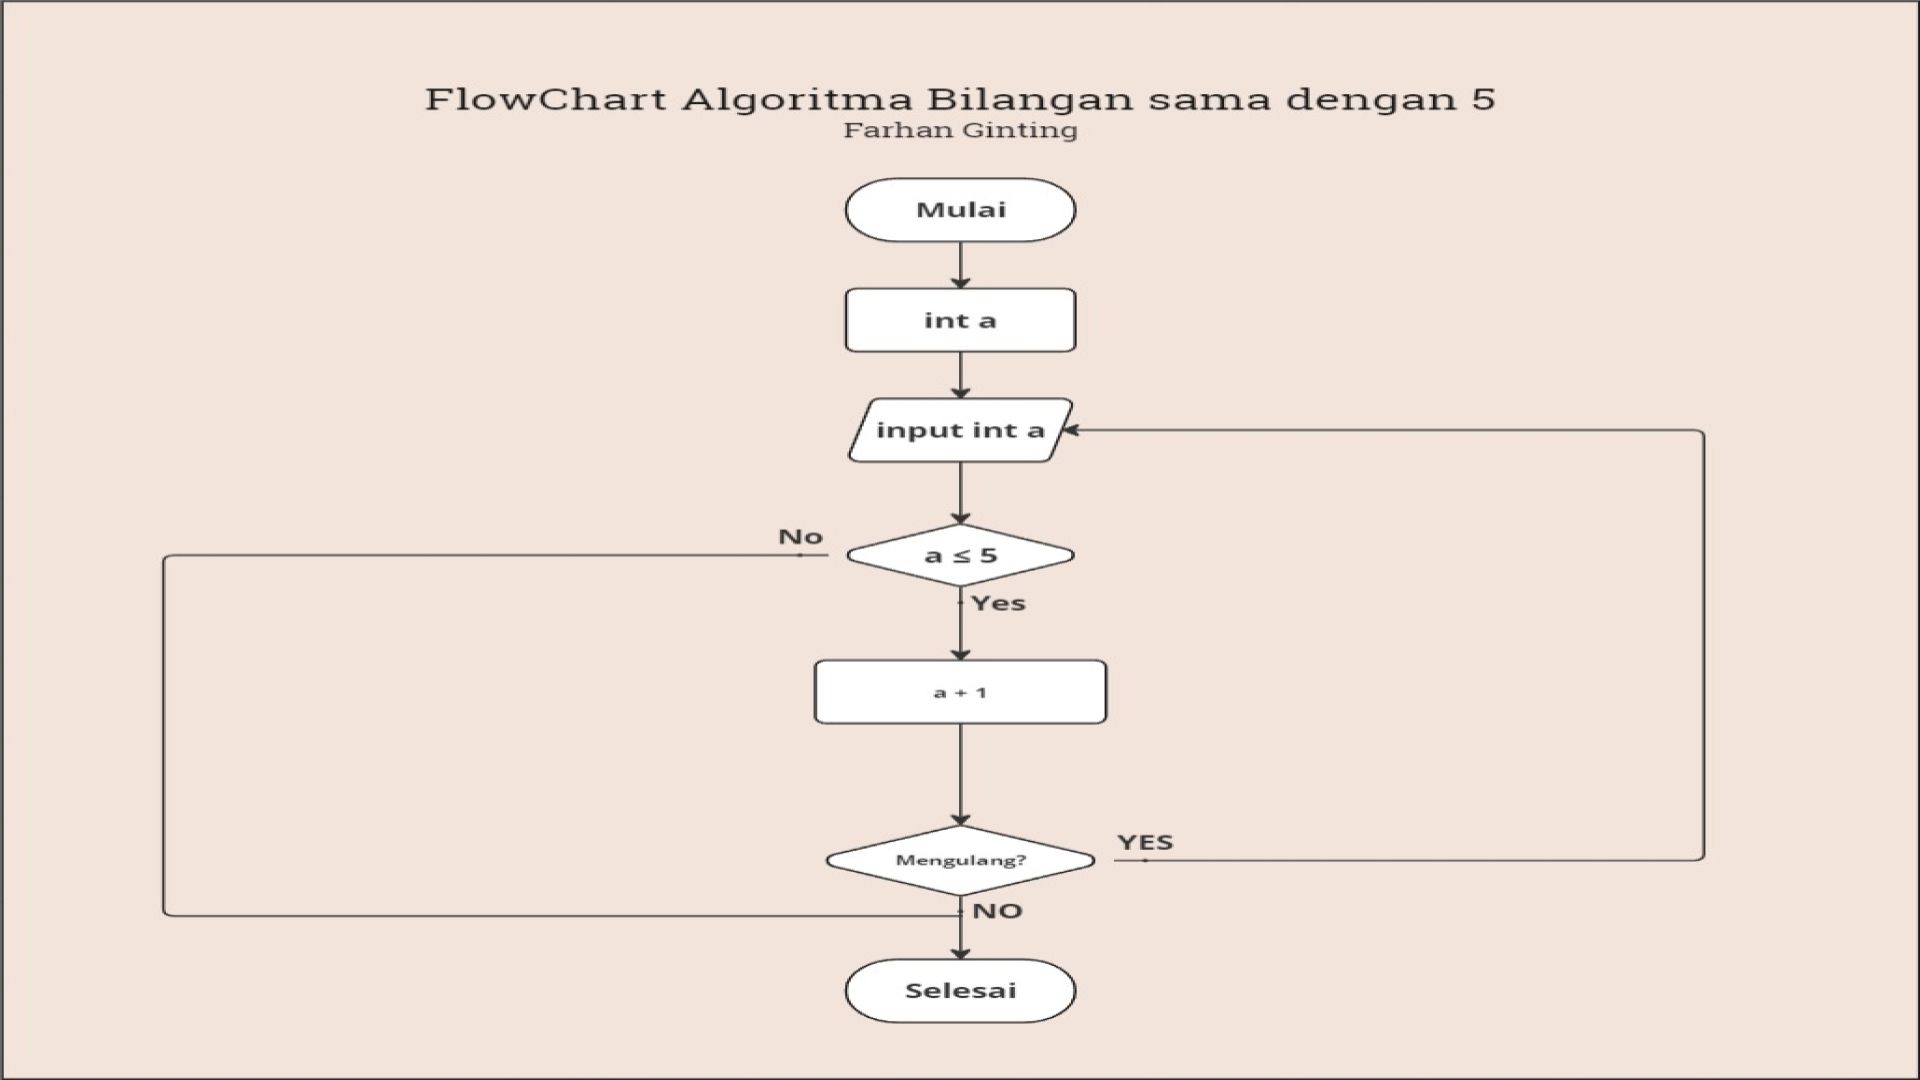 FlowChart Algoritma Bilangan sama dengan 5
Farhan Ginting
Mulai
int a
input int a
No
a ≤ 5
Yes
a + 1
YES
Mengulang?
NO
Selesai